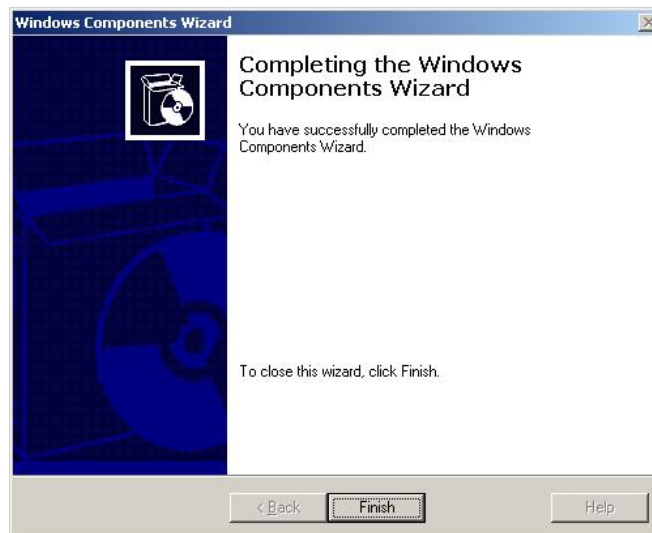 Windows Components Wizard
Completing the Windows
Components Wizard
You have successfully completed the Windows
Components Wizard.
To close this wizard, click Finish.
< Back
Finish
Help